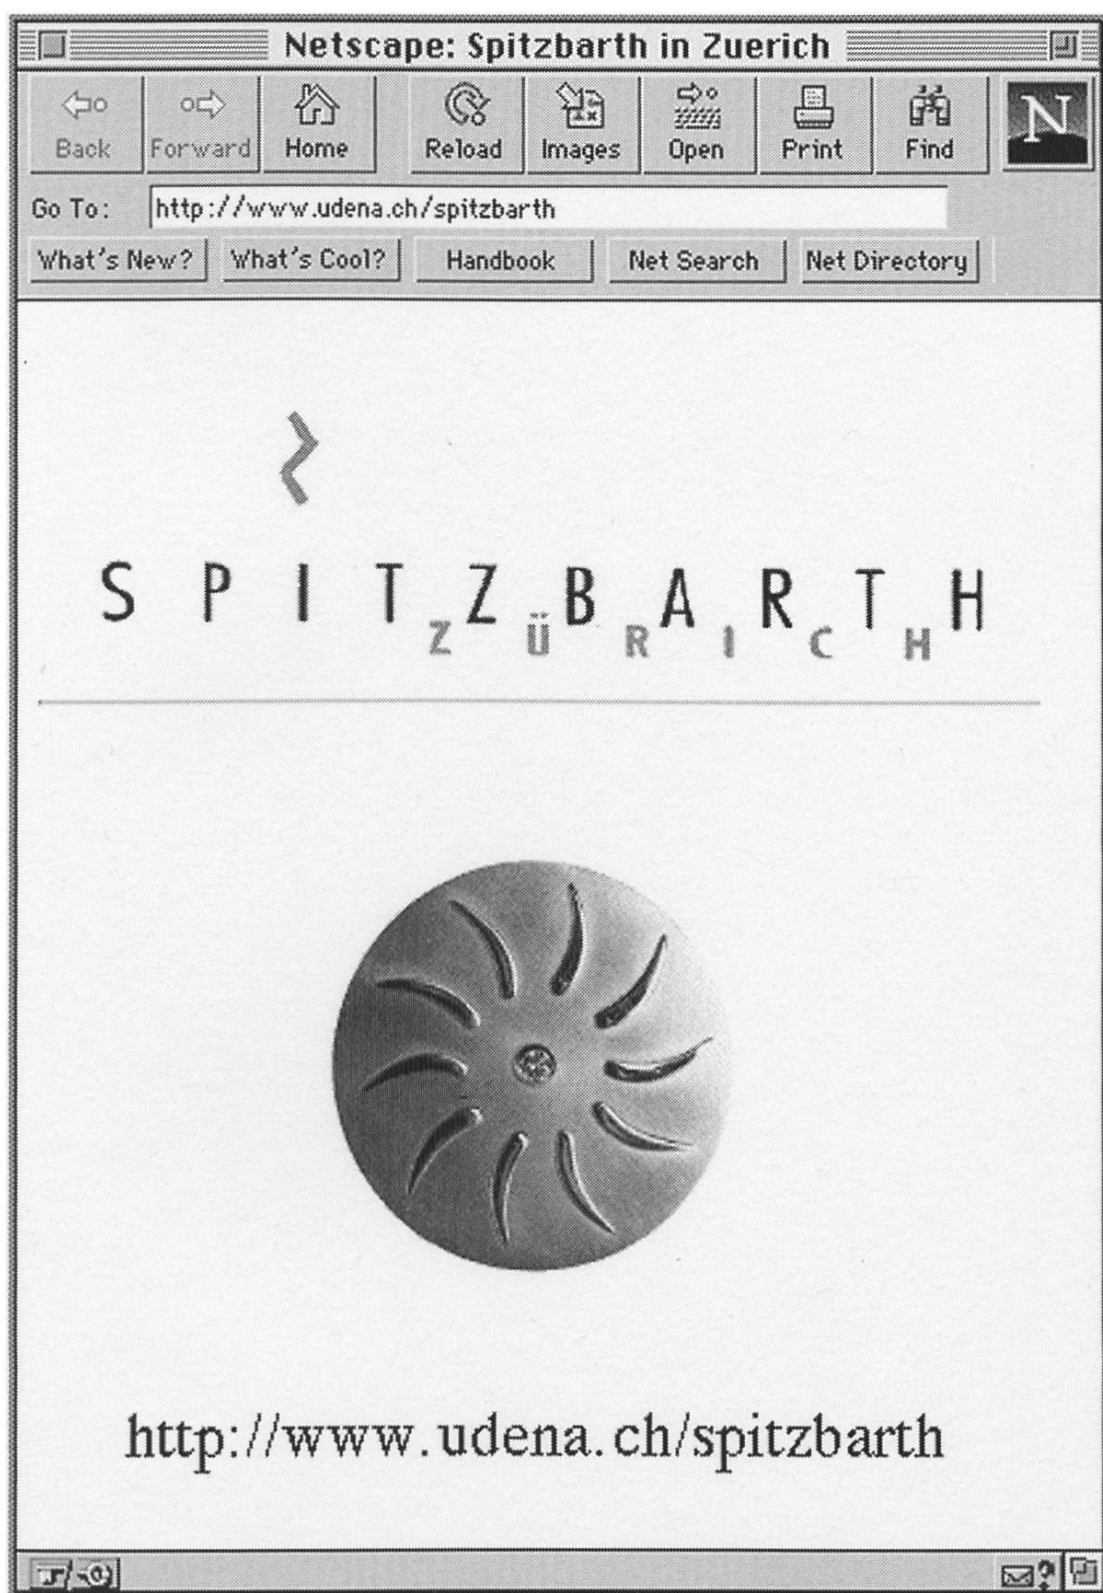 Netscape: Spitzbarth in Zuerich
Back Forward Home Reload Images Open Print Find N
Go To: http://www.udena.ch/spitzbarth
What's New? What's Cool? Handbook Net Search Net Directory
SPITZBARTH
ZÜRICH
http://www.udena.ch/spitzbarth